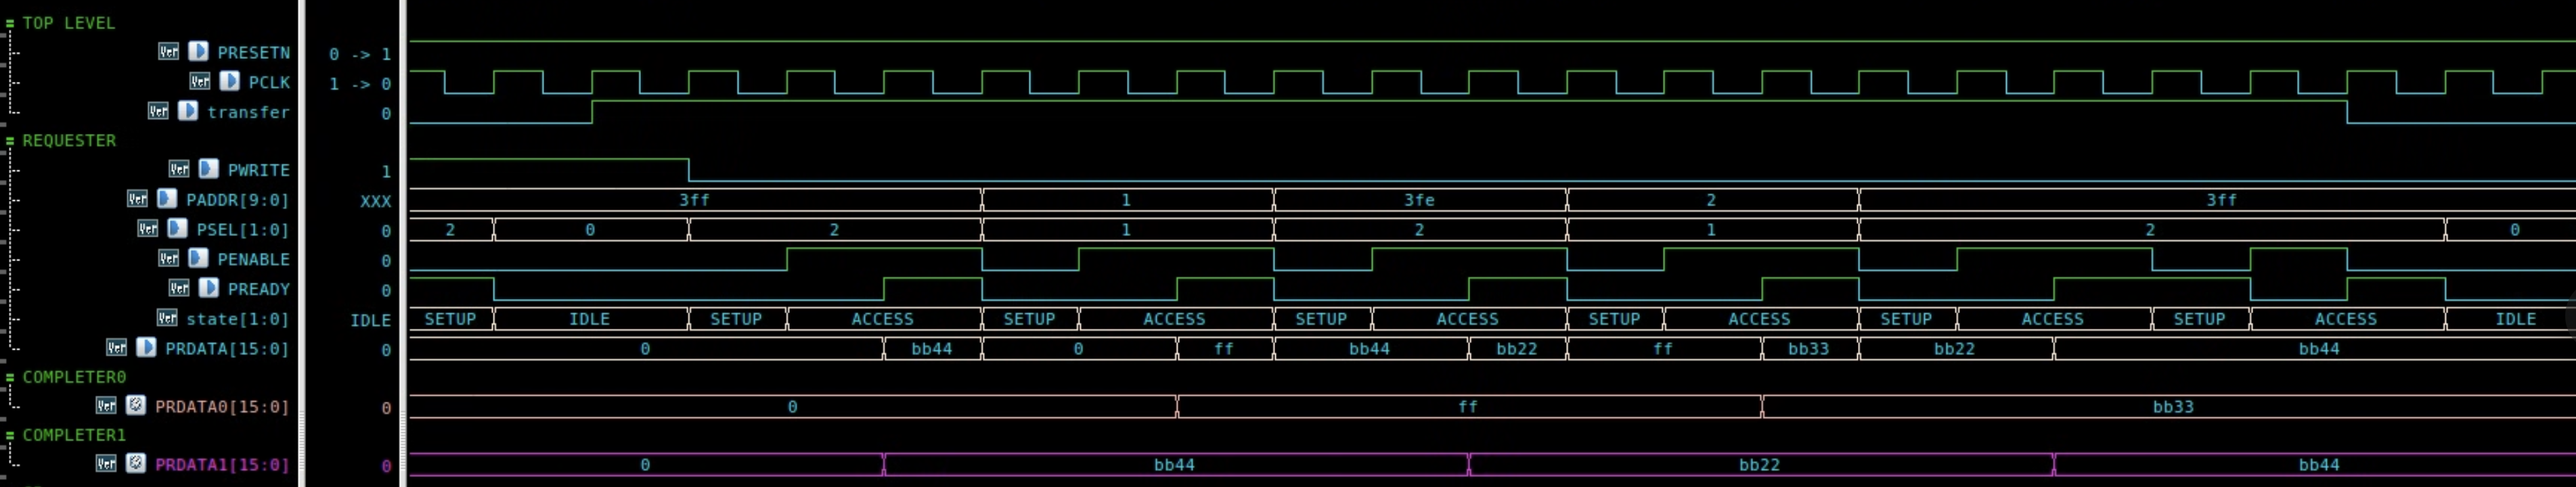 TOP LEVEL
Ver PRESETN 0 -> 1
Ver PCLK 1 -> 0
Ver transfer 0
REQUESTER
Ver PWRITE 1
Ver PADDR[9:0] XXX 3ff 1 3fe 2 3ff
Ver PSEL[1:0] 0 2 0 2 1 2 1 2 0
Ver PENABLE 0
Ver PREADY 0
Ver state[1:0] IDLE SETUP IDLE SETUP ACCESS SETUP ACCESS SETUP ACCESS SETUP ACCESS SETUP ACCESS SETUP ACCESS IDLE
Ver PRDATA[15:0] 0 0 bb44 0 ff bb44 bb22 ff bb33 bb22 bb44
COMPLETER0
Ver PRDATA0[15:0] 0 0 ff bb33
COMPLETER1
Ver PRDATA1[15:0] 0 0 bb44 bb22 bb44